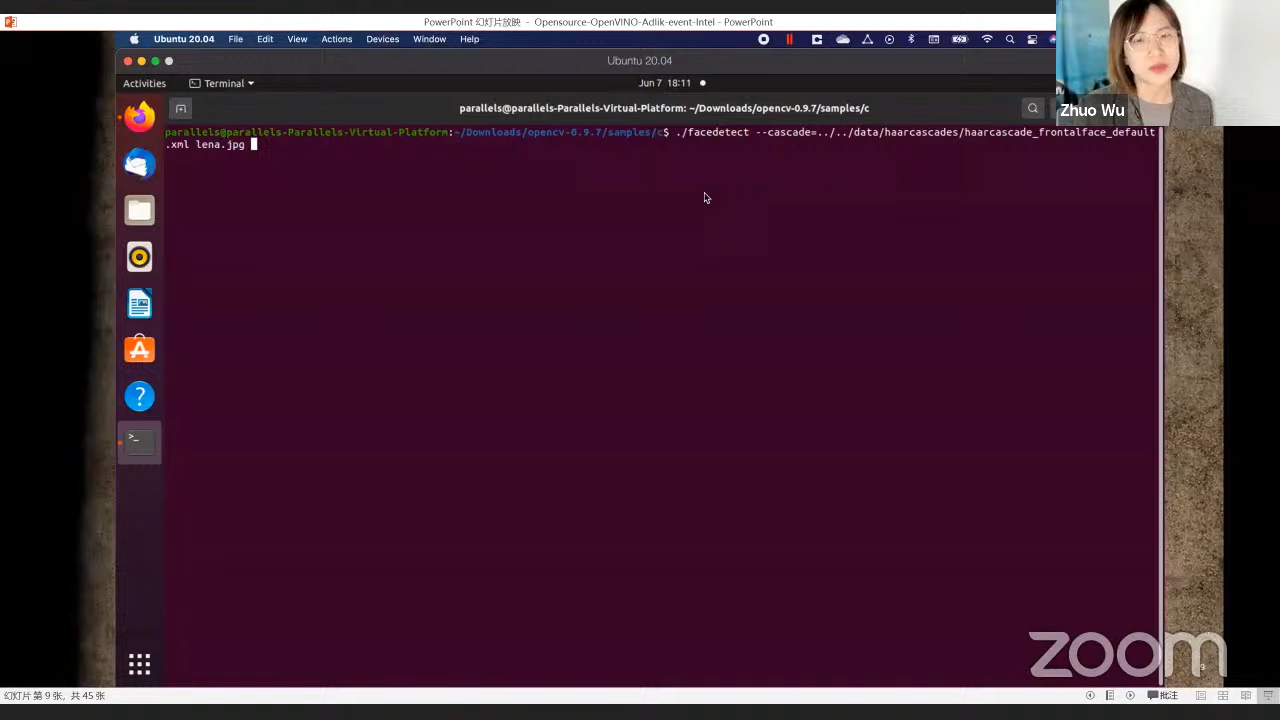 PowerPoint 幻灯片放映 - Opensource-OpenVINO-Adlik-event-Intel - PowerPoint
Ubuntu 20.04 File Edit View Actions Devices Window Help
Ubuntu 20.04
Activities Terminal Jun 7 18:11
parallels@parallels-Parallels-Virtual-Platform: ~/Downloads/opencv-0.9.7/samples/c
parallels@parallels-Parallels-Virtual-Platform:~/Downloads/opencv-0.9.7/samples/c$ ./facedetect --cascade=../../data/haarcascades/haarcascade_frontalface_default
.xml lena.jpg
Zhuo Wu
zoom
9
幻灯片 第 9 张，共 45 张
批注